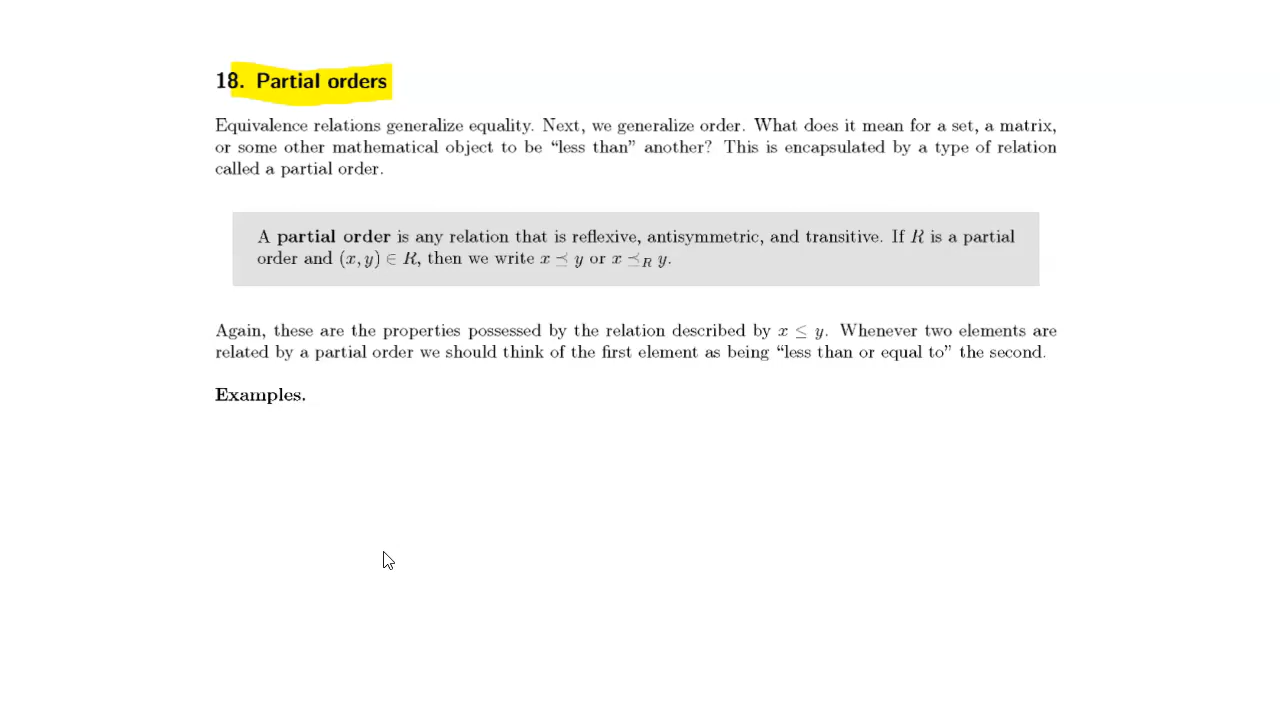 18. Partial orders
Equivalence relations generalize equality. Next, we generalize order. What does it mean for a set, a matrix,
or some other mathematical object to be “less than” another? This is encapsulated by a type of relation
called a partial order.
A partial order is any relation that is reflexive, antisymmetric, and transitive. If R is a partial
order and (x, y) ∈ R, then we write x ⪯ y or x ⪯_R y.
Again, these are the properties possessed by the relation described by x ≤ y. Whenever two elements are
related by a partial order we should think of the first element as being “less than or equal to” the second.
Examples.